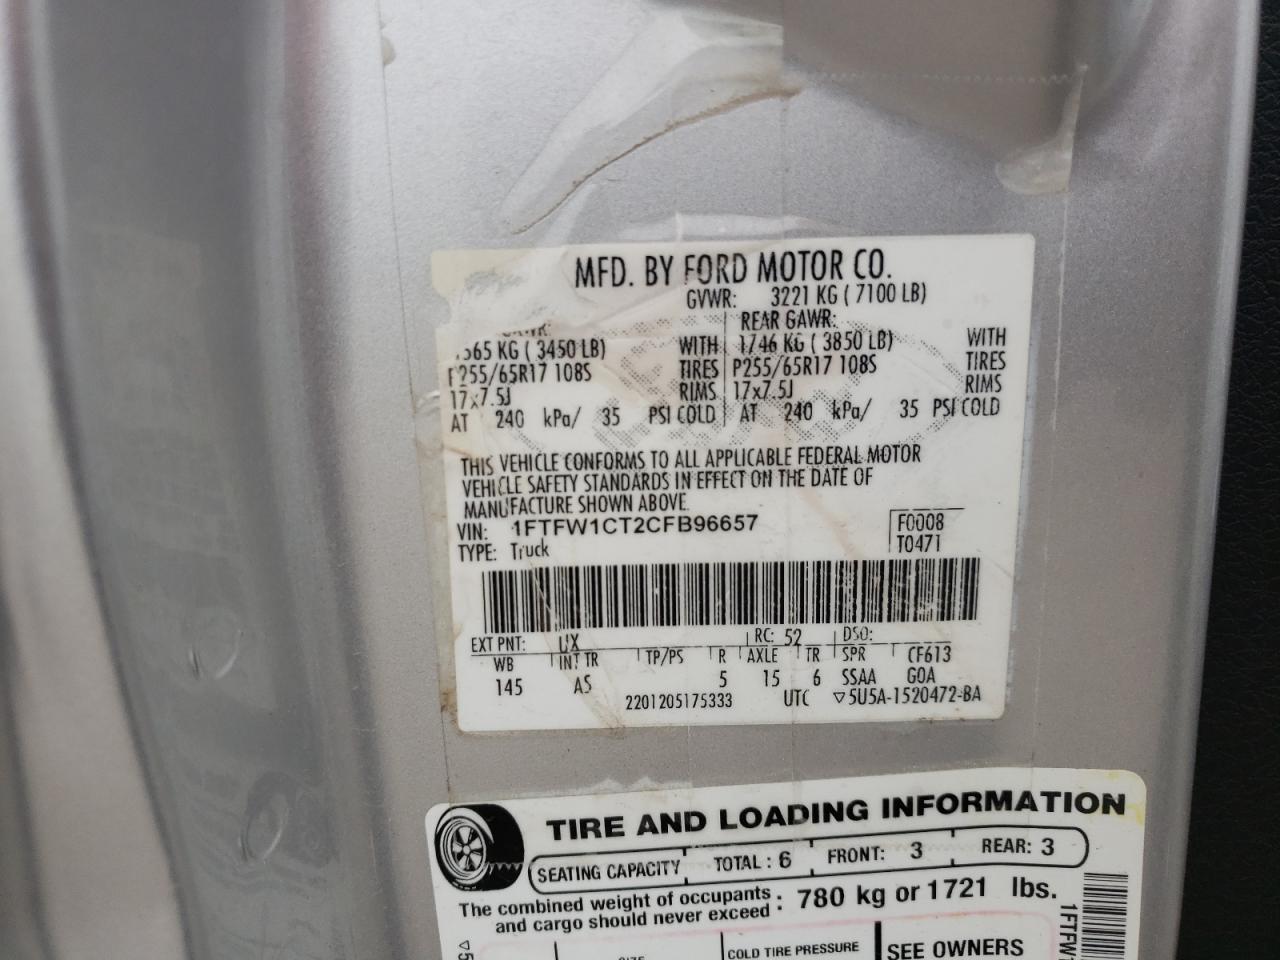 MFD. BY FORD MOTOR CO.
GVWR: 3221 KG ( 7100 LB)
REAR GAWR:
565 KG ( 3450 LB) WITH 1746 KG ( 3850 LB) WITH
P255/65R17 108S TIRES P255/65R17 108S TIRES
17x7.5J RIMS 17x7.5J RIMS
AT 240 kPa/ 35 PSI COLD AT 240 kPa/ 35 PSI COLD
THIS VEHICLE CONFORMS TO ALL APPLICABLE FEDERAL MOTOR
VEHICLE SAFETY STANDARDS IN EFFECT ON THE DATE OF
MANUFACTURE SHOWN ABOVE.
VIN: 1FTFW1CT2CFB96657 F0008
TYPE: Truck T0471
EXT PNT: UX RC: 52 DSO:
WB INT TR TP/PS R AXLE TR SPR CF613
145 AS 5 15 6 SSAA GOA
2201205175333 UTC ▽5U5A-1520472-BA
TIRE AND LOADING INFORMATION
SEATING CAPACITY TOTAL : 6 FRONT: 3 REAR: 3
The combined weight of occupants
and cargo should never exceed : 780 kg or 1721 lbs.
COLD TIRE PRESSURE SEE OWNERS
▽5
1FTFW1